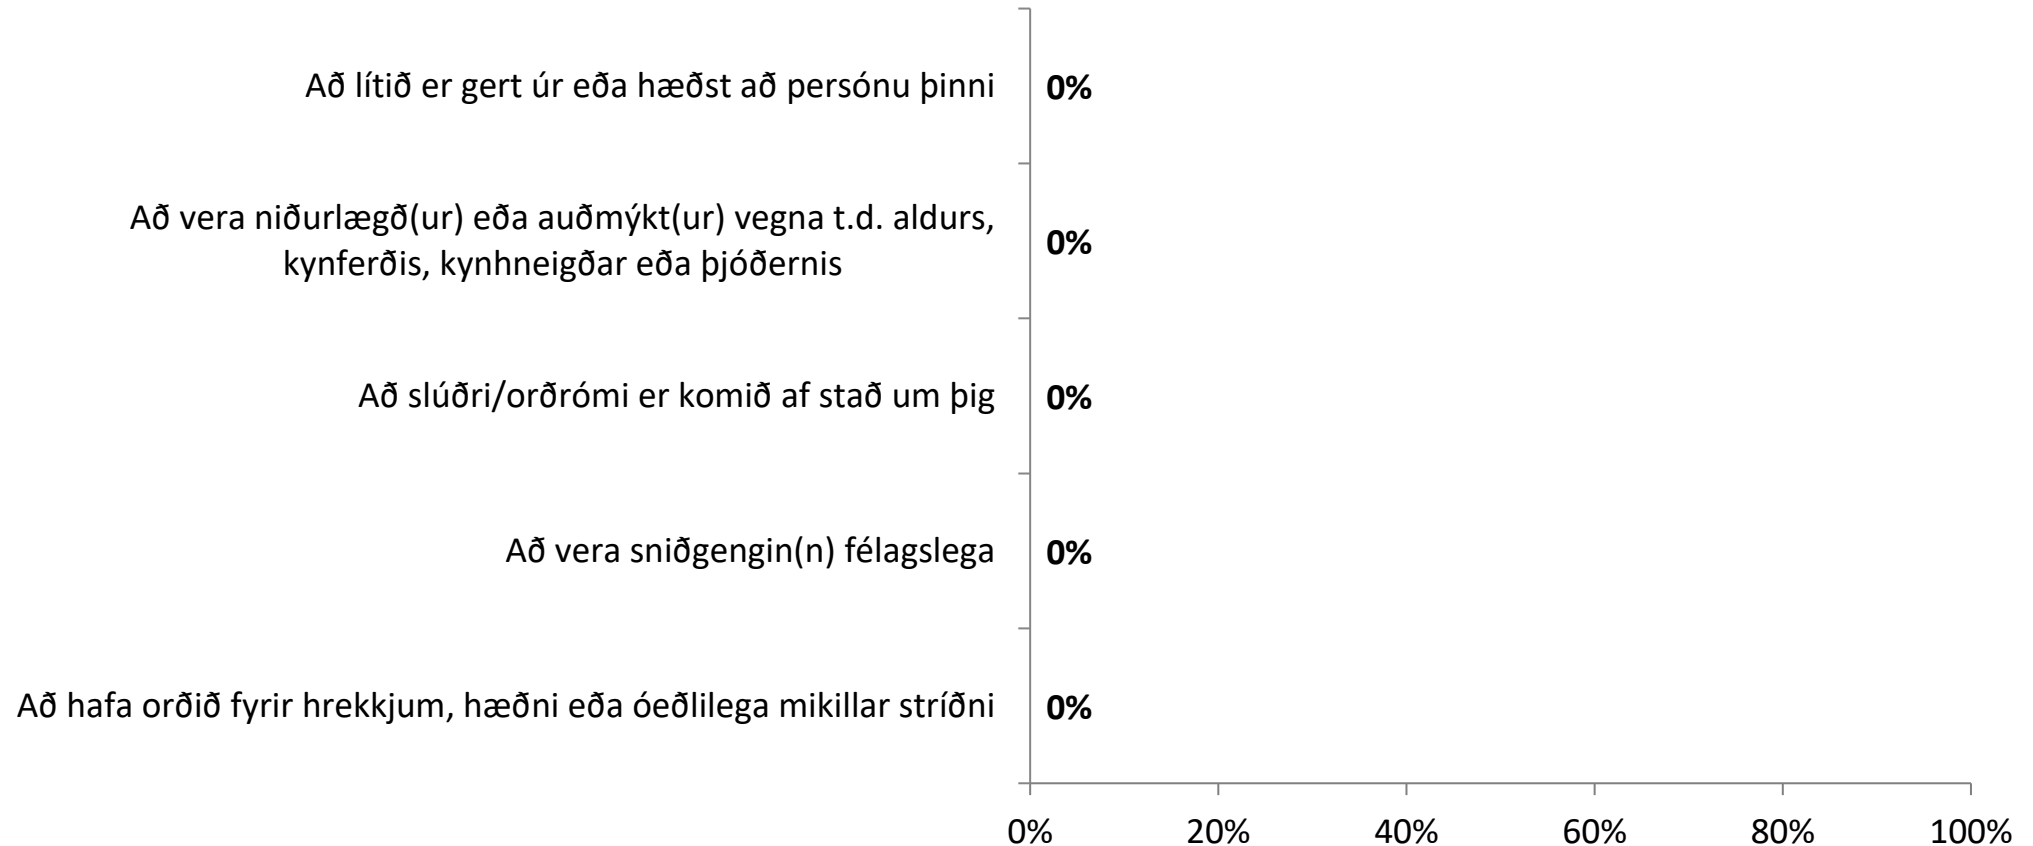 Að lítið er gert úr eða hæðst að persónu þinni 0%
Að vera niðurlægð(ur) eða auðmýkt(ur) vegna t.d. aldurs,
kynferðis, kynhneigðar eða þjóðernis 0%
Að slúðri/orðrómi er komið af stað um þig 0%
Að vera sniðgengin(n) félagslega 0%
Að hafa orðið fyrir hrekkjum, hæðni eða óeðlilega mikillar stríðni 0%
0% 20% 40% 60% 80% 100%